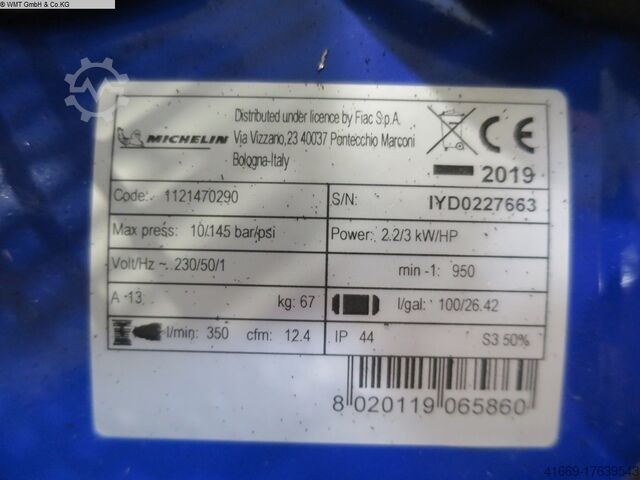 © WMT GmbH & Co.KG
MICHELIN
Distributed under licence by Fiac S.p.A.
Via Vizzano,23 40037 Pontecchio Marconi
Bologna-Italy
CE
2019
Code: 1121470290
S/N: IYD0227663
Max press: 10/145 bar/psi
Power: 2.2/3 kW/HP
Volt/Hz ~ 230/50/1
min -1: 950
A -13 kg: 67
l/gal: 100/26.42
l/min: 350 cfm: 12.4
IP 44 S3 50%
8 020119 065860
41669-17639543